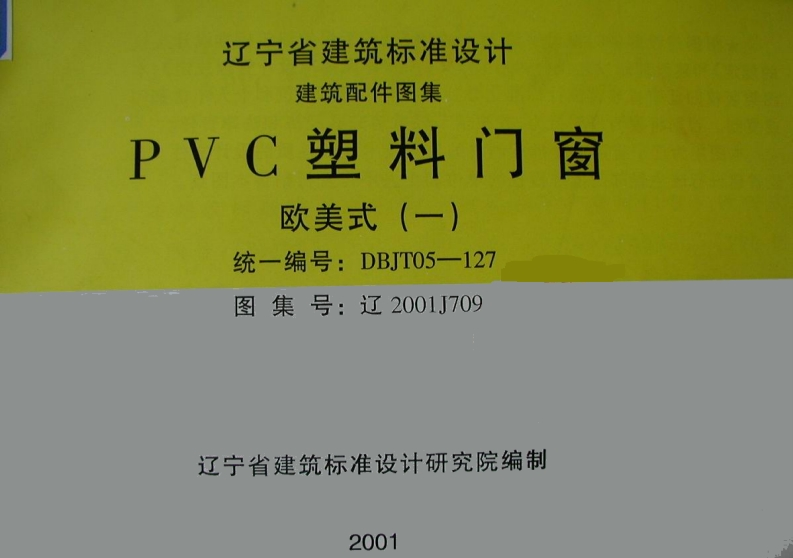 辽宁省建筑标准设计
建筑配件图集
PVC塑料门窗
欧美式（一）
统一编号：DBJT05—127
图集号：辽2001J709
辽宁省建筑标准设计研究院编制
2001